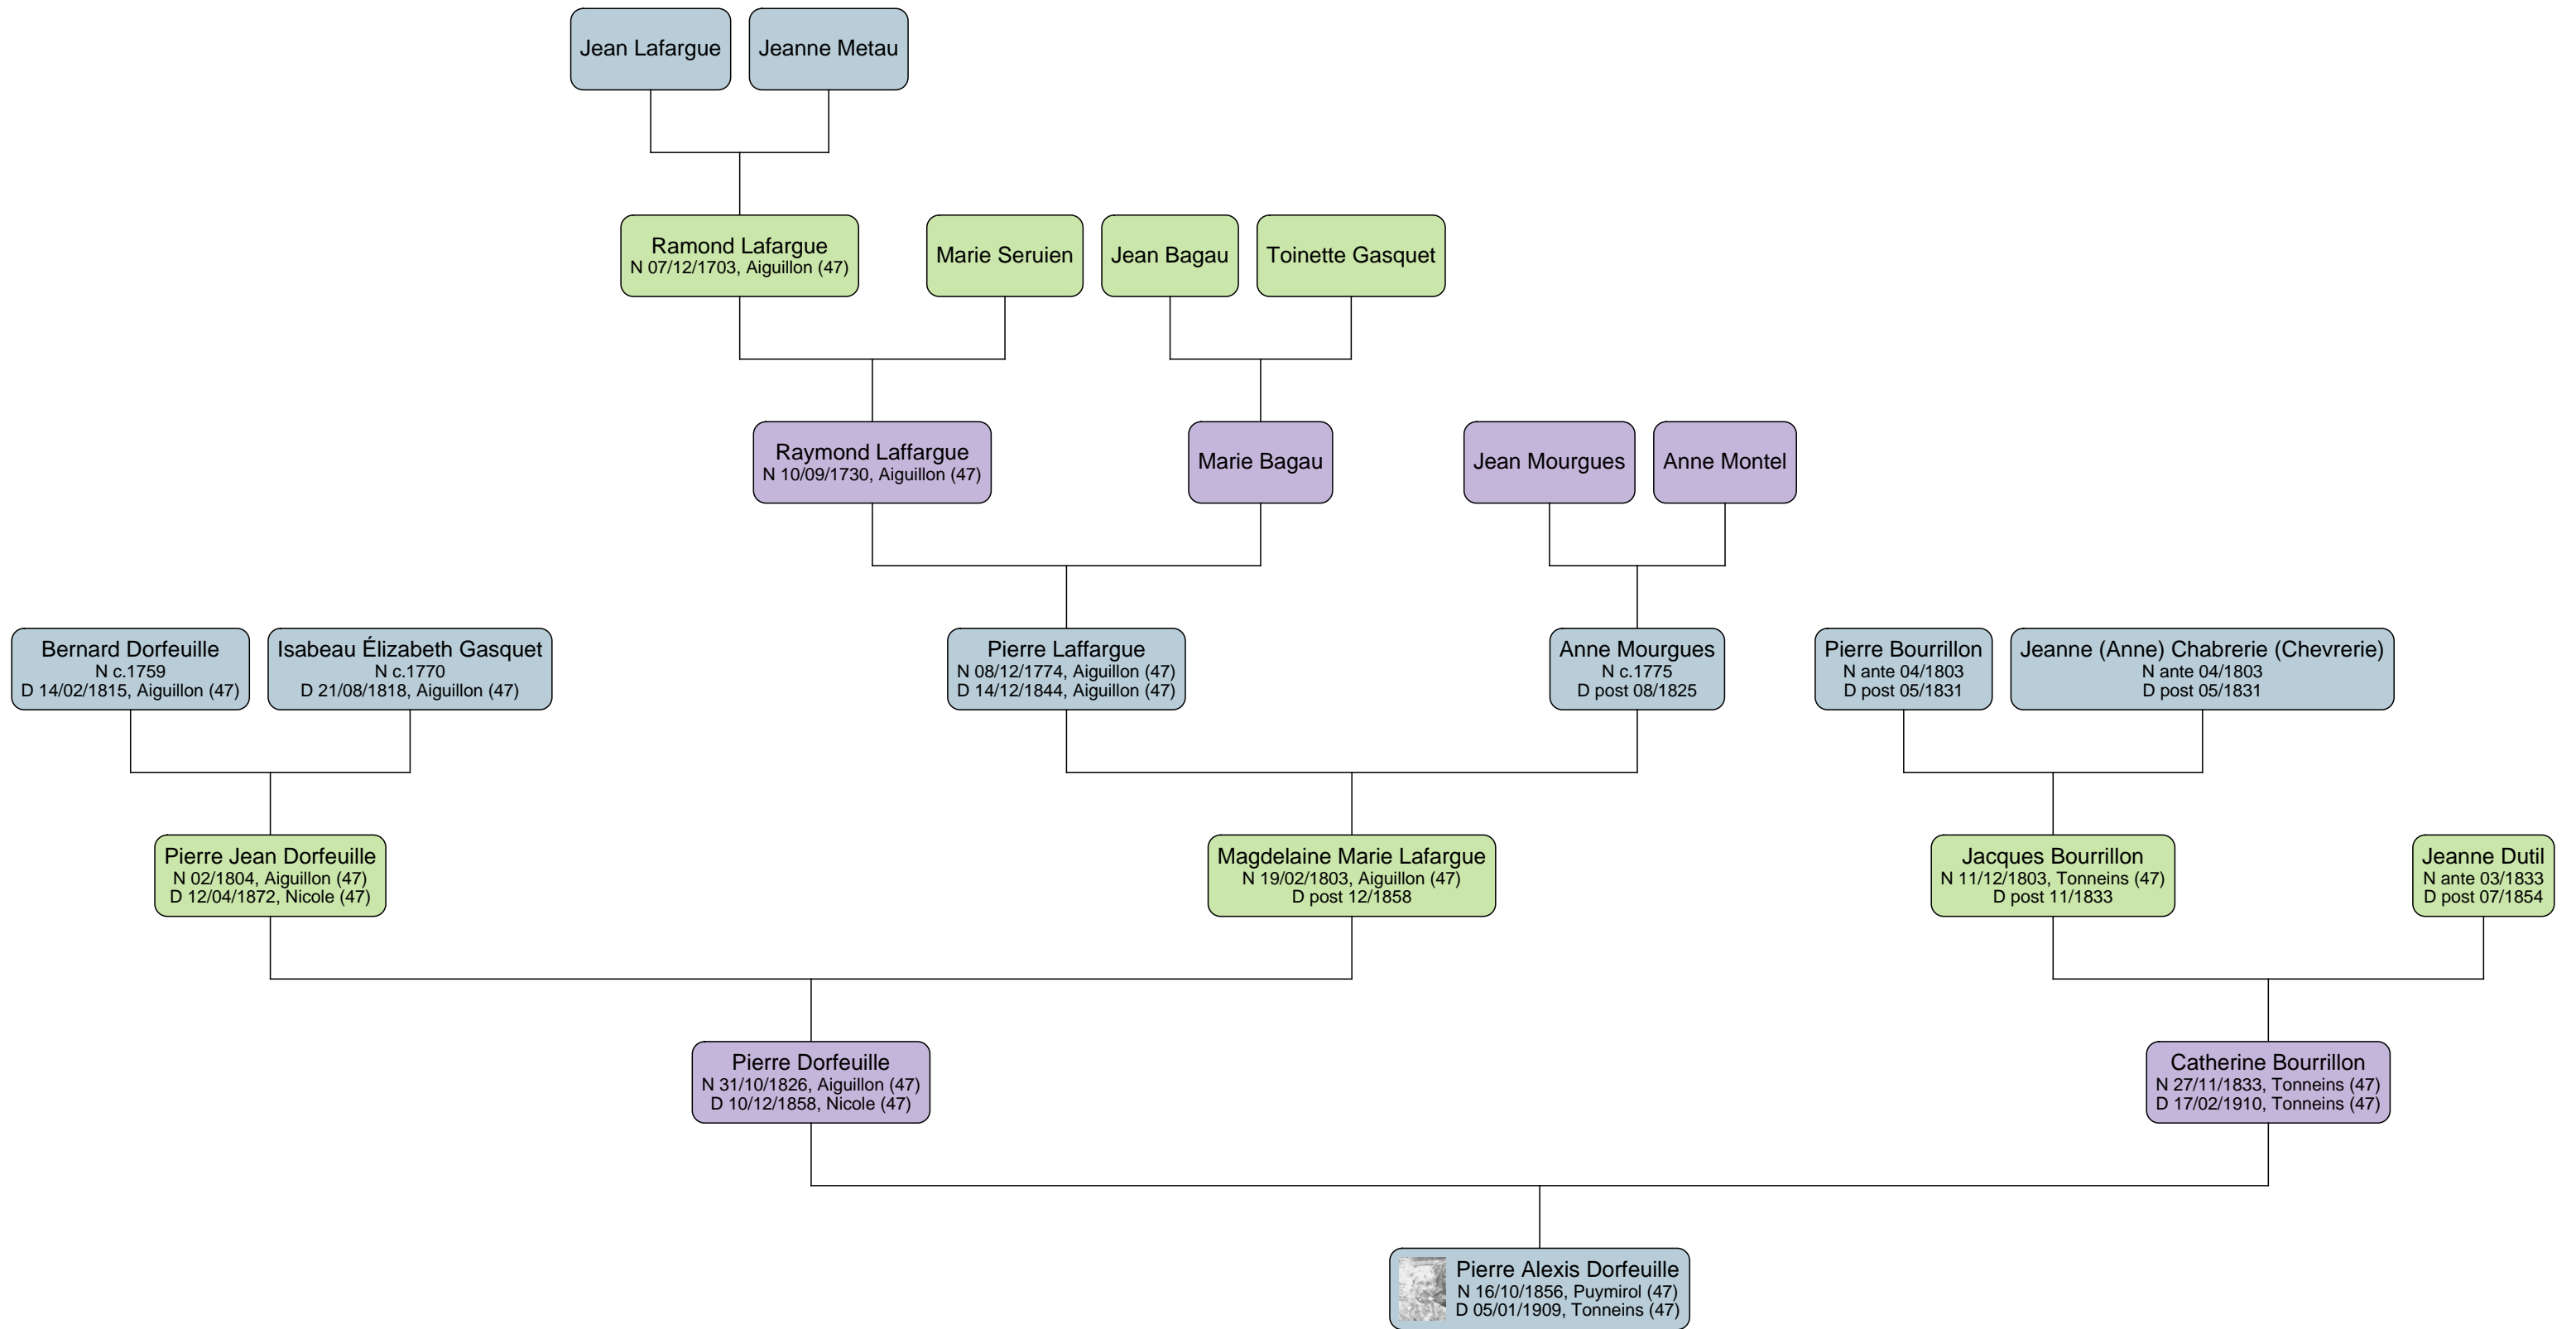 Jean Lafargue
Jeanne Metau
Ramond Lafargue
N 07/12/1703, Aiguillon (47)
Marie Seruien
Jean Bagau
Toinette Gasquet
Raymond Laffargue
N 10/09/1730, Aiguillon (47)
Marie Bagau
Jean Mourgues
Anne Montel
Bernard Dorfeuille
N c.1759
D 14/02/1815, Aiguillon (47)
Isabeau Élizabeth Gasquet
N c.1770
D 21/08/1818, Aiguillon (47)
Pierre Laffargue
N 08/12/1774, Aiguillon (47)
D 14/12/1844, Aiguillon (47)
Anne Mourgues
N c.1775
D post 08/1825
Pierre Bourrillon
N ante 04/1803
D post 05/1831
Jeanne (Anne) Chabrerie (Chevrerie)
N ante 04/1803
D post 05/1831
Pierre Jean Dorfeuille
N 02/1804, Aiguillon (47)
D 12/04/1872, Nicole (47)
Magdelaine Marie Lafargue
N 19/02/1803, Aiguillon (47)
D post 12/1858
Jacques Bourrillon
N 11/12/1803, Tonneins (47)
D post 11/1833
Jeanne Dutil
N ante 03/1833
D post 07/1854
Pierre Dorfeuille
N 31/10/1826, Aiguillon (47)
D 10/12/1858, Nicole (47)
Catherine Bourrillon
N 27/11/1833, Tonneins (47)
D 17/02/1910, Tonneins (47)
Pierre Alexis Dorfeuille
N 16/10/1856, Puymirol (47)
D 05/01/1909, Tonneins (47)